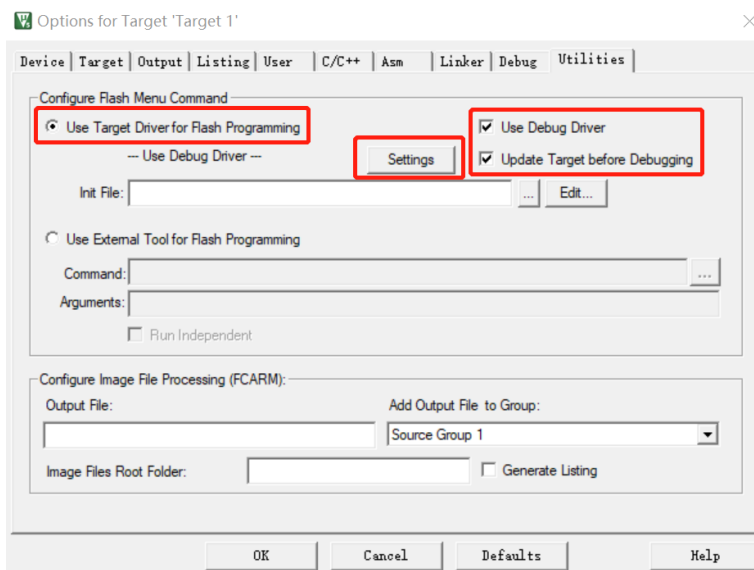 Options for Target 'Target 1'
Device Target Output Listing User C/C++ Asm Linker Debug Utilities
Configure Flash Menu Command
Use Target Driver for Flash Programming Use Debug Driver
--- Use Debug Driver --- Settings Update Target before Debugging
Init File: ... Edit...
Use External Tool for Flash Programming
Command: ...
Arguments:
Run Independent
Configure Image File Processing (FCARM):
Output File: Add Output File to Group:
Source Group 1
Image Files Root Folder: Generate Listing
OK Cancel Defaults Help